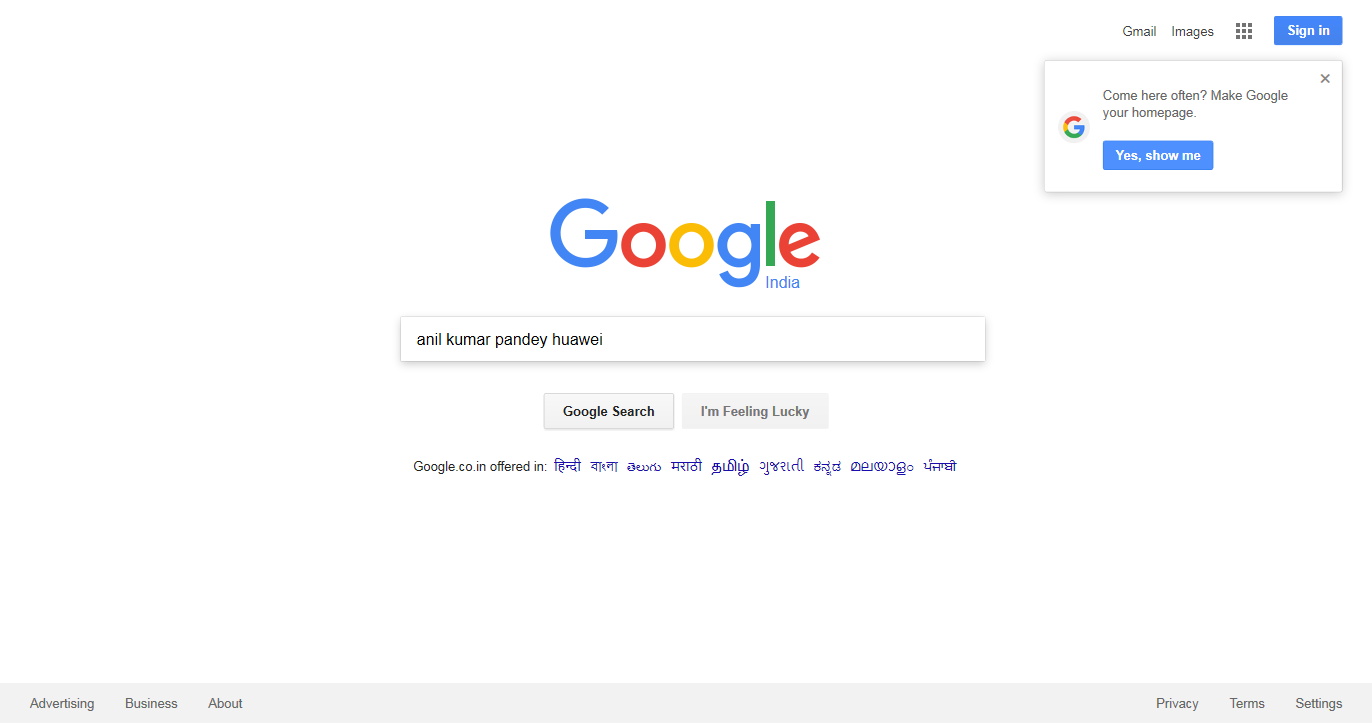 Gmail Images Sign in
Come here often? Make Google
your homepage.
Yes, show me
Google
India
anil kumar pandey huawei
Google Search I'm Feeling Lucky
Google.co.in offered in: हिन्दी বাংলা తెలుగు मराठी தமிழ் ગુજરાતી ಕನ್ನಡ മലയാളം ਪੰਜਾਬੀ
Advertising Business About Privacy Terms Settings